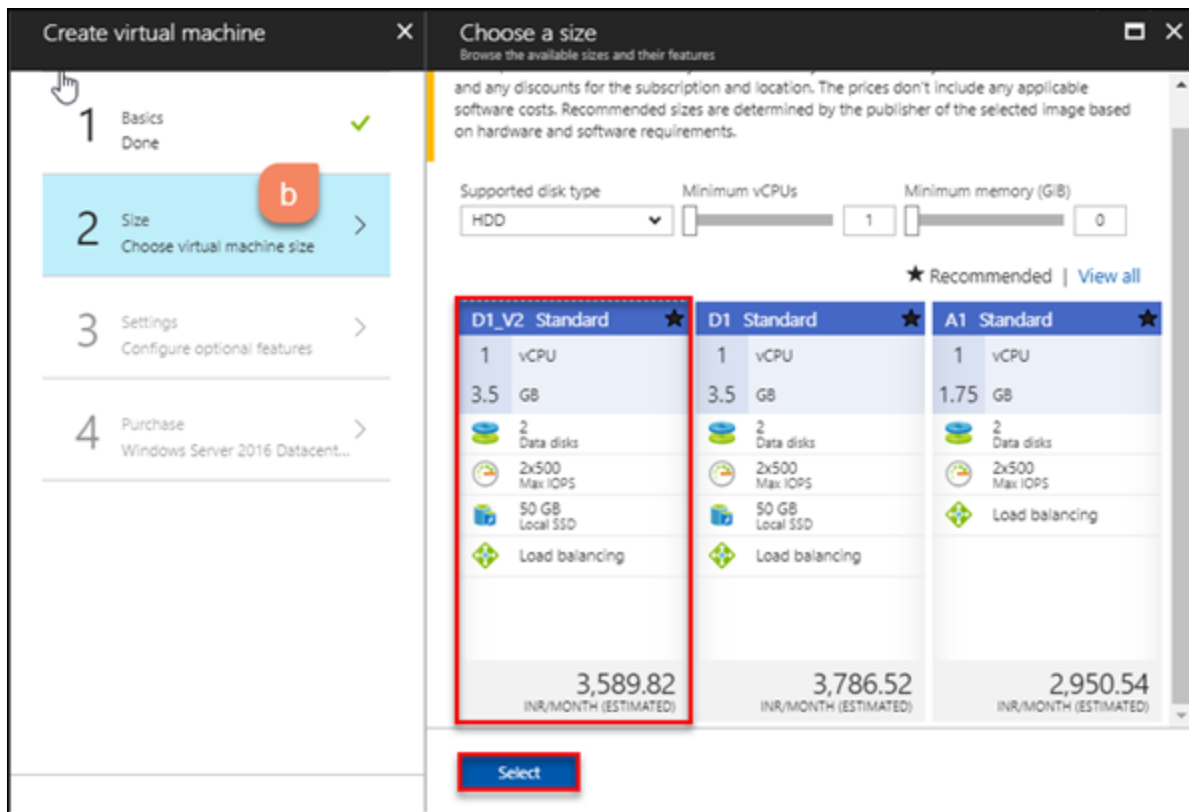 Create virtual machine
Choose a size
Browse the available sizes and their features
and any discounts for the subscription and location. The prices don't include any applicable
software costs. Recommended sizes are determined by the publisher of the selected image based
on hardware and software requirements.
1 Basics
Done
b
2 Size
Choose virtual machine size
3 Settings
Configure optional features
4 Purchase
Windows Server 2016 Datacent...
Supported disk type Minimum vCPUs Minimum memory (GiB)
HDD 1 0
Recommended | View all
D1_V2 Standard
1 vCPU
3.5 GB
2
Data disks
2x500
Max IOPS
50 GB
Local SSD
Load balancing
3,589.82
INR/MONTH (ESTIMATED)
D1 Standard
1 vCPU
3.5 GB
2
Data disks
2x500
Max IOPS
50 GB
Local SSD
Load balancing
3,786.52
INR/MONTH (ESTIMATED)
A1 Standard
1 vCPU
1.75 GB
2
Data disks
2x500
Max IOPS
Load balancing
2,950.54
INR/MONTH (ESTIMATED)
Select